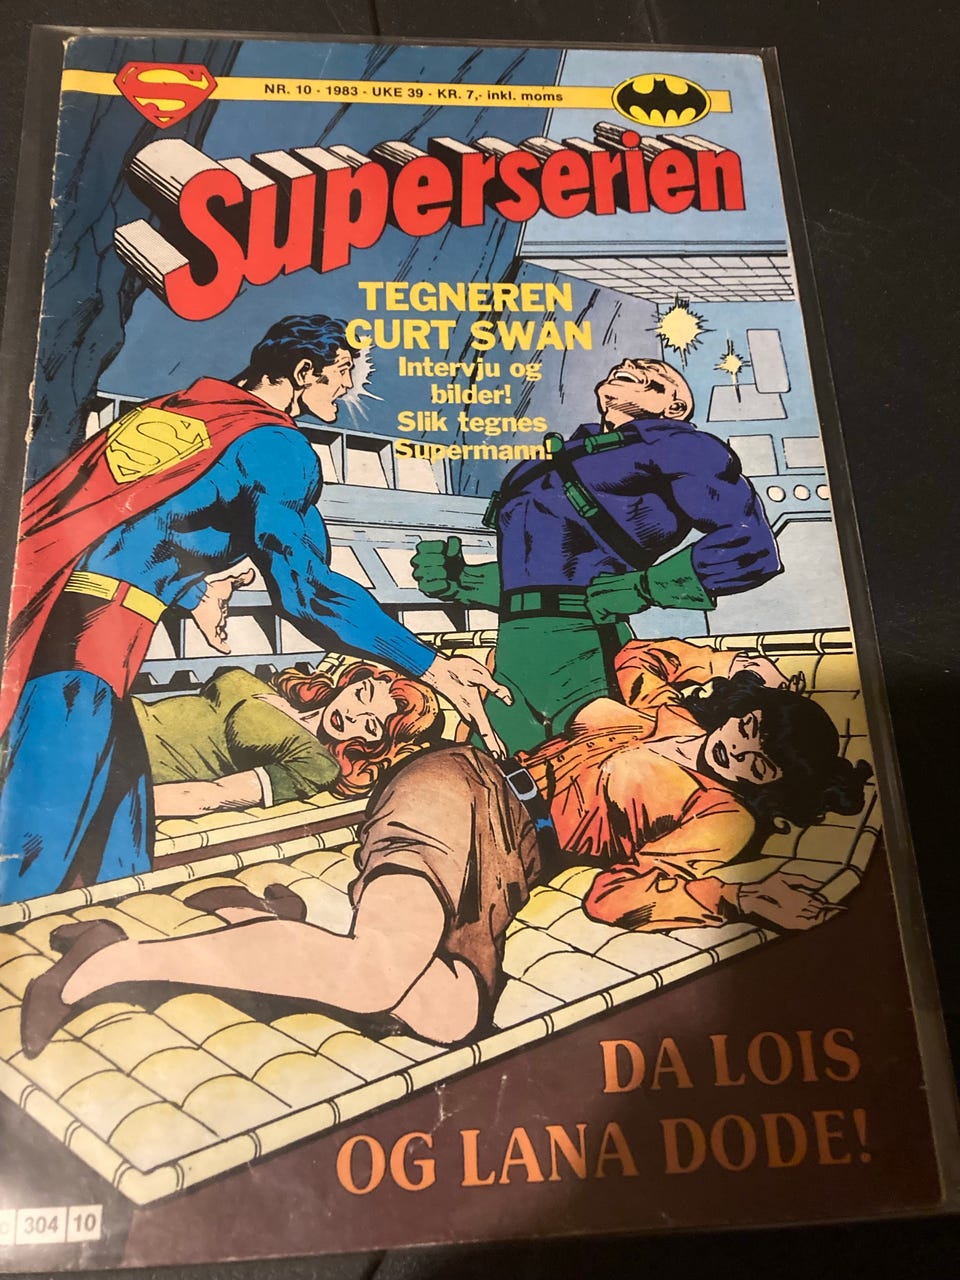 NR. 10 - 1983 - UKE 39 - KR. 7,- inkl. moms
Superserien
TEGNEREN
CURT SWAN
Intervju og
bilder!
Slik tegnes
Supermann!
DA LOIS
OG LANA DODE!
304 10